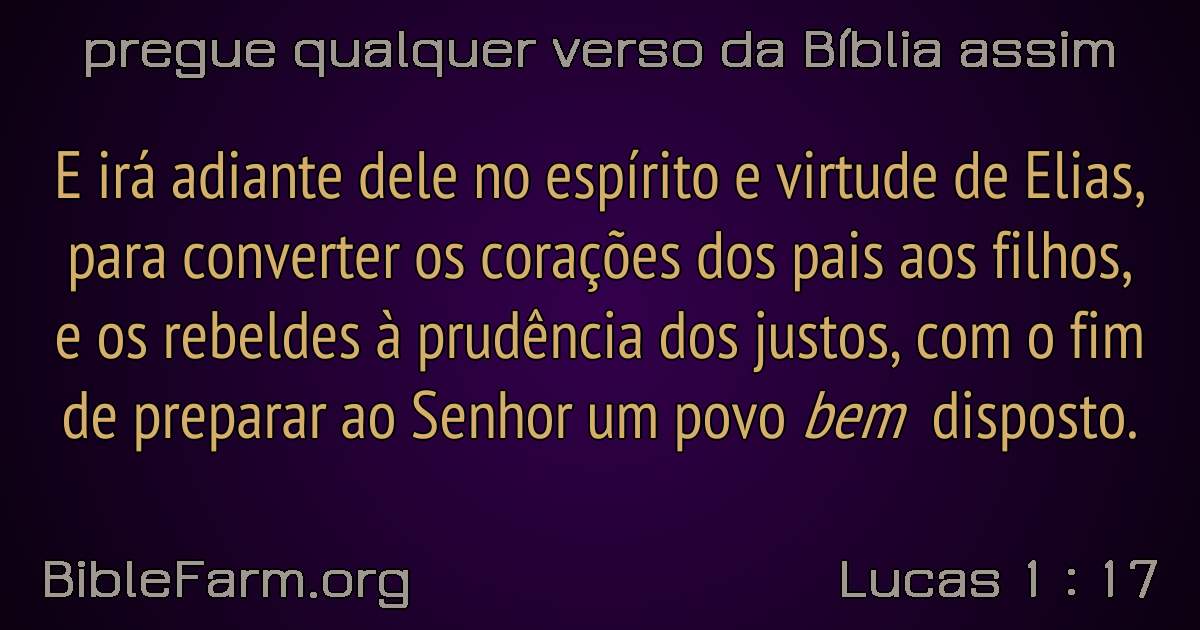 pregue qualquer verso da Bíblia assim
E irá adiante dele no espírito e virtude de Elias,
para converter os corações dos pais aos filhos,
e os rebeldes à prudência dos justos, com o fim
de preparar ao Senhor um povo bem disposto.
BibleFarm.org
Lucas 1 : 17